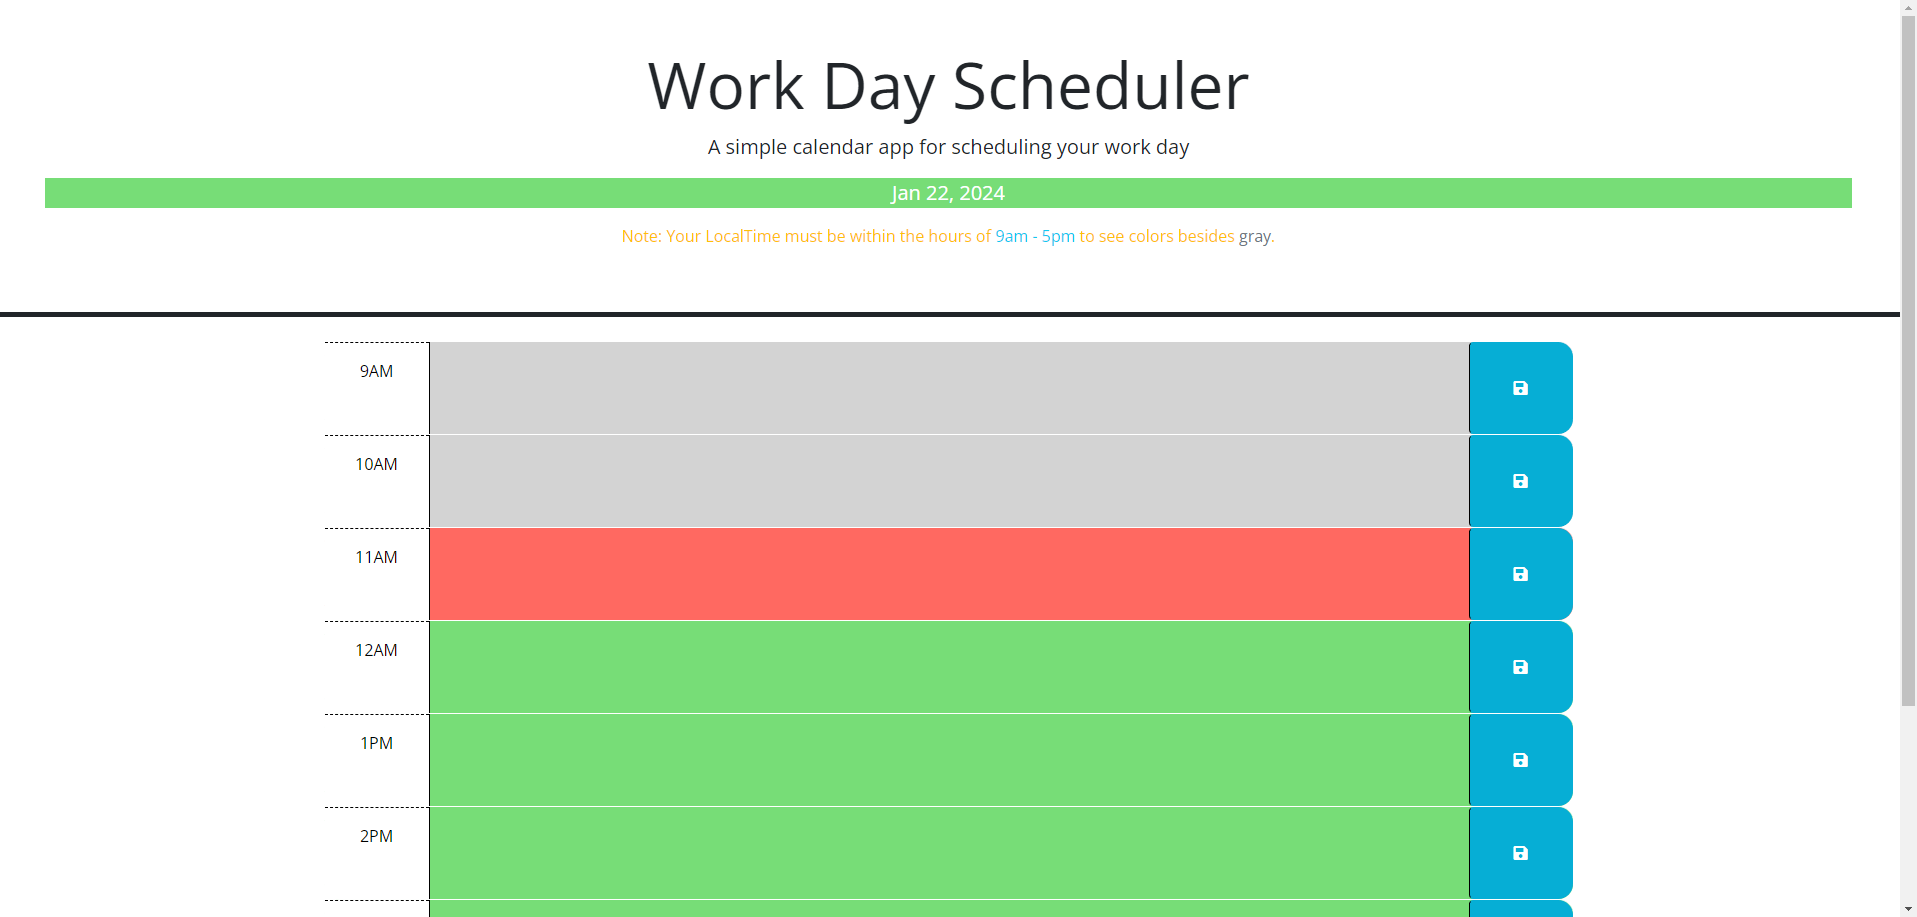 Work Day Scheduler
A simple calendar app for scheduling your work day
Jan 22, 2024
Note: Your LocalTime must be within the hours of 9am - 5pm to see colors besides gray.
9AM
10AM
11AM
12AM
1PM
2PM